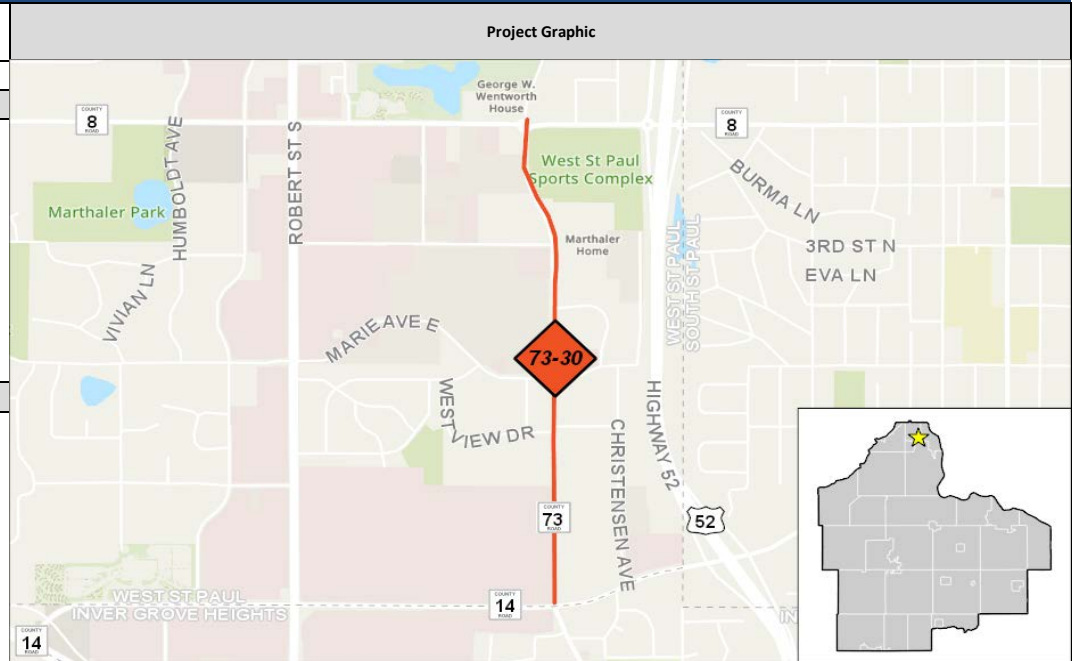 Project Graphic
George W.
Wentworth
House
COUNTY
8
ROAD
COUNTY
8
ROAD
HUMBOLDT AVE
ROBERT ST S
West St Paul
Sports Complex
BURMA LN
Marthaler Park
Marthaler
Home
3RD ST N
EVA LN
WEST ST PAUL
SOUTH ST PAUL
VIVIAN LN
MARIE AVE E
73-30
WEST
VIEW DR
HIGHWAY 52
CHRISTENSEN AVE
COUNTY
73
ROAD
52
WEST ST PAUL
INVER GROVE HEIGHTS
COUNTY
14
ROAD
IN
COUNTY
14
ROAD